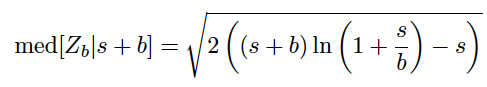 med[Z_b|s + b] = √(2((s + b) ln(1 + s/b) − s))